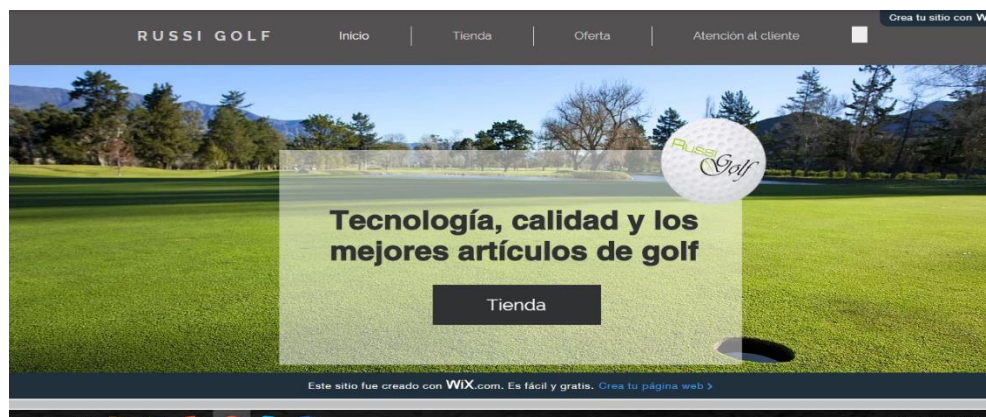 Crea tu sitio con W
RUSSI GOLF
Inicio
Tienda
Oferta
Atención al cliente
Russi
Golf
Tecnología, calidad y los
mejores artículos de golf
Tienda
Este sitio fue creado con WiX.com. Es fácil y gratis. Crea tu página web >